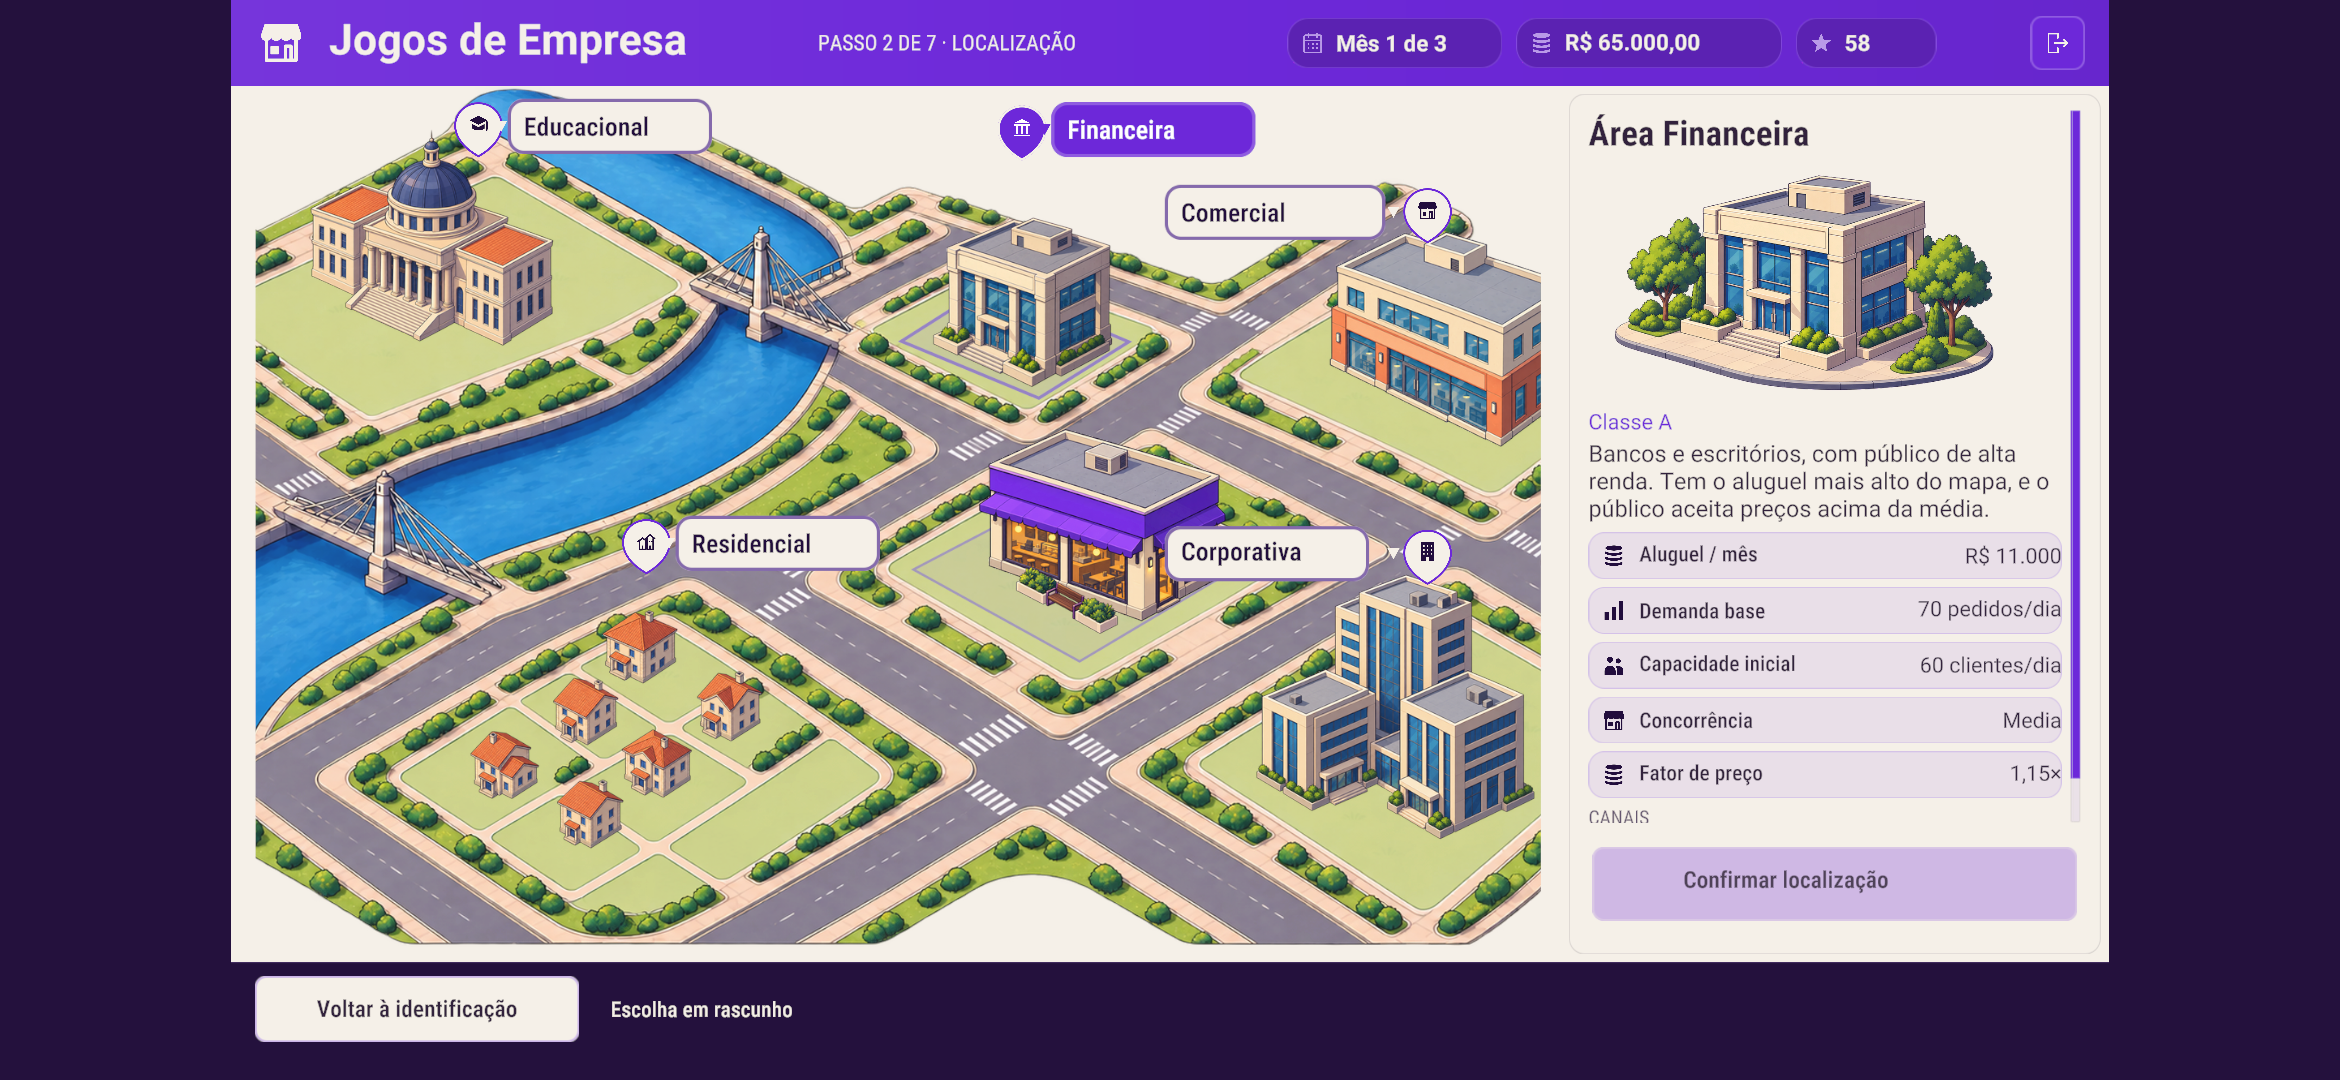 Jogos de Empresa
PASSO 2 DE 7 · LOCALIZAÇÃO
Mês 1 de 3
R$ 65.000,00
58
Educacional
Financeira
Comercial
Residencial
Corporativa
Área Financeira
Classe A
Bancos e escritórios, com público de alta
renda. Tem o aluguel mais alto do mapa, e o
público aceita preços acima da média.
Aluguel / mês R$ 11.000
Demanda base 70 pedidos/dia
Capacidade inicial 60 clientes/dia
Concorrência Media
Fator de preço 1,15×
CANAIS
Confirmar localização
Voltar à identificação
Escolha em rascunho